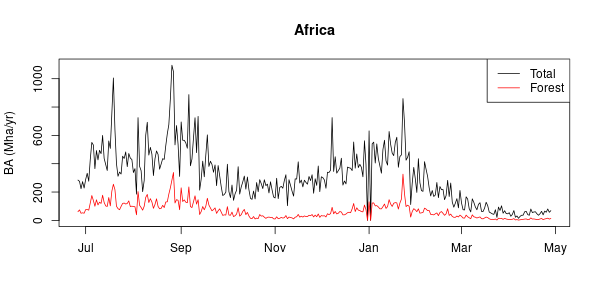 Africa
Total
Forest
BA (Mha/yr)
1000
600
200
0
Jul Sep Nov Jan Mar May